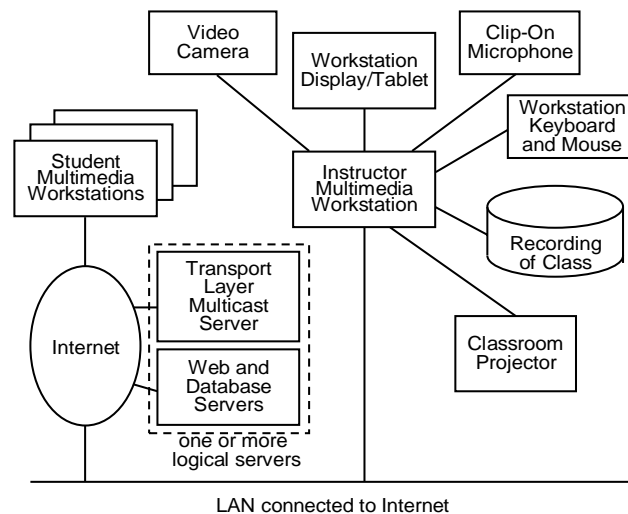 Video
Camera
Workstation
Display/Tablet
Clip-On
Microphone
Workstation
Keyboard
and Mouse
Student
Multimedia
Workstations
Instructor
Multimedia
Workstation
Recording
of Class
Transport
Layer
Multicast
Server
Internet
Classroom
Projector
Web and
Database
Servers
one or more
logical servers
LAN connected to Internet